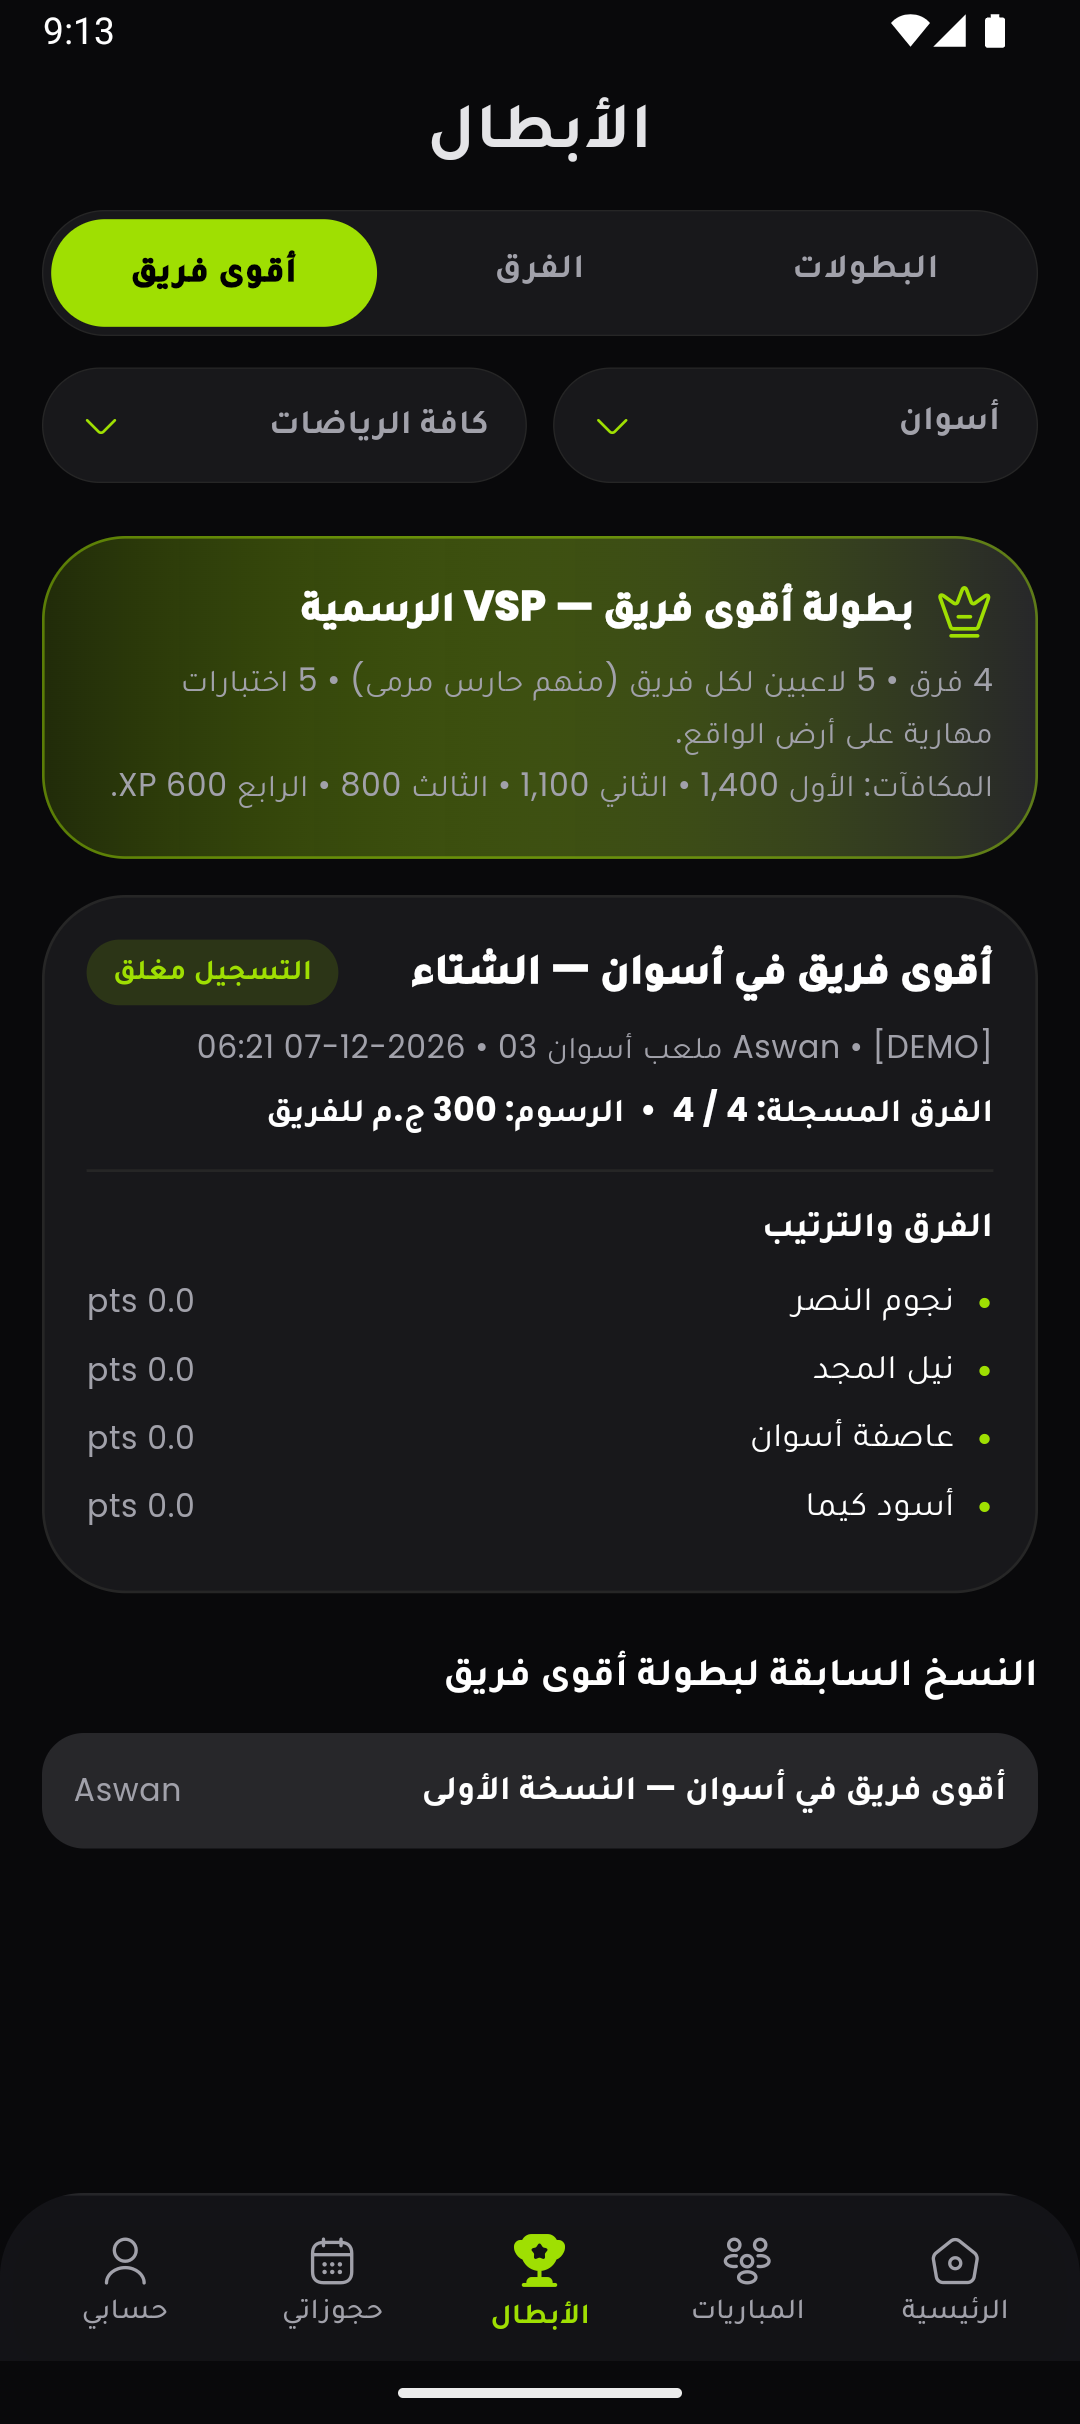 9:13
الأبطال
البطولات
الفرق
أقوى فريق
أسوان
كافة الرياضات
بطولة أقوى فريق — VSP الرسمية
4 فرق • 5 لاعبين لكل فريق (منهم حارس مرمى) • 5 اختبارات
مهارية على أرض الواقع.
المكافآت: الأول 1,400 • الثاني 1,100 • الثالث 800 • الرابع 600 XP.
أقوى فريق في أسوان — الشتاء
التسجيل مغلق
[DEMO] ملعب أسوان 03 • Aswan • 2026-12-07 06:21
الفرق المسجلة: 4 / 4 • الرسوم: 300 ج.م للفريق
الفرق والترتيب
• نجوم النصر
0.0 pts
• نيل المجد
0.0 pts
• عاصفة أسوان
0.0 pts
• أسود كيما
0.0 pts
النسخ السابقة لبطولة أقوى فريق
أقوى فريق في أسوان — النسخة الأولى
Aswan
الرئيسية
المباريات
الأبطال
حجوزاتي
حسابي